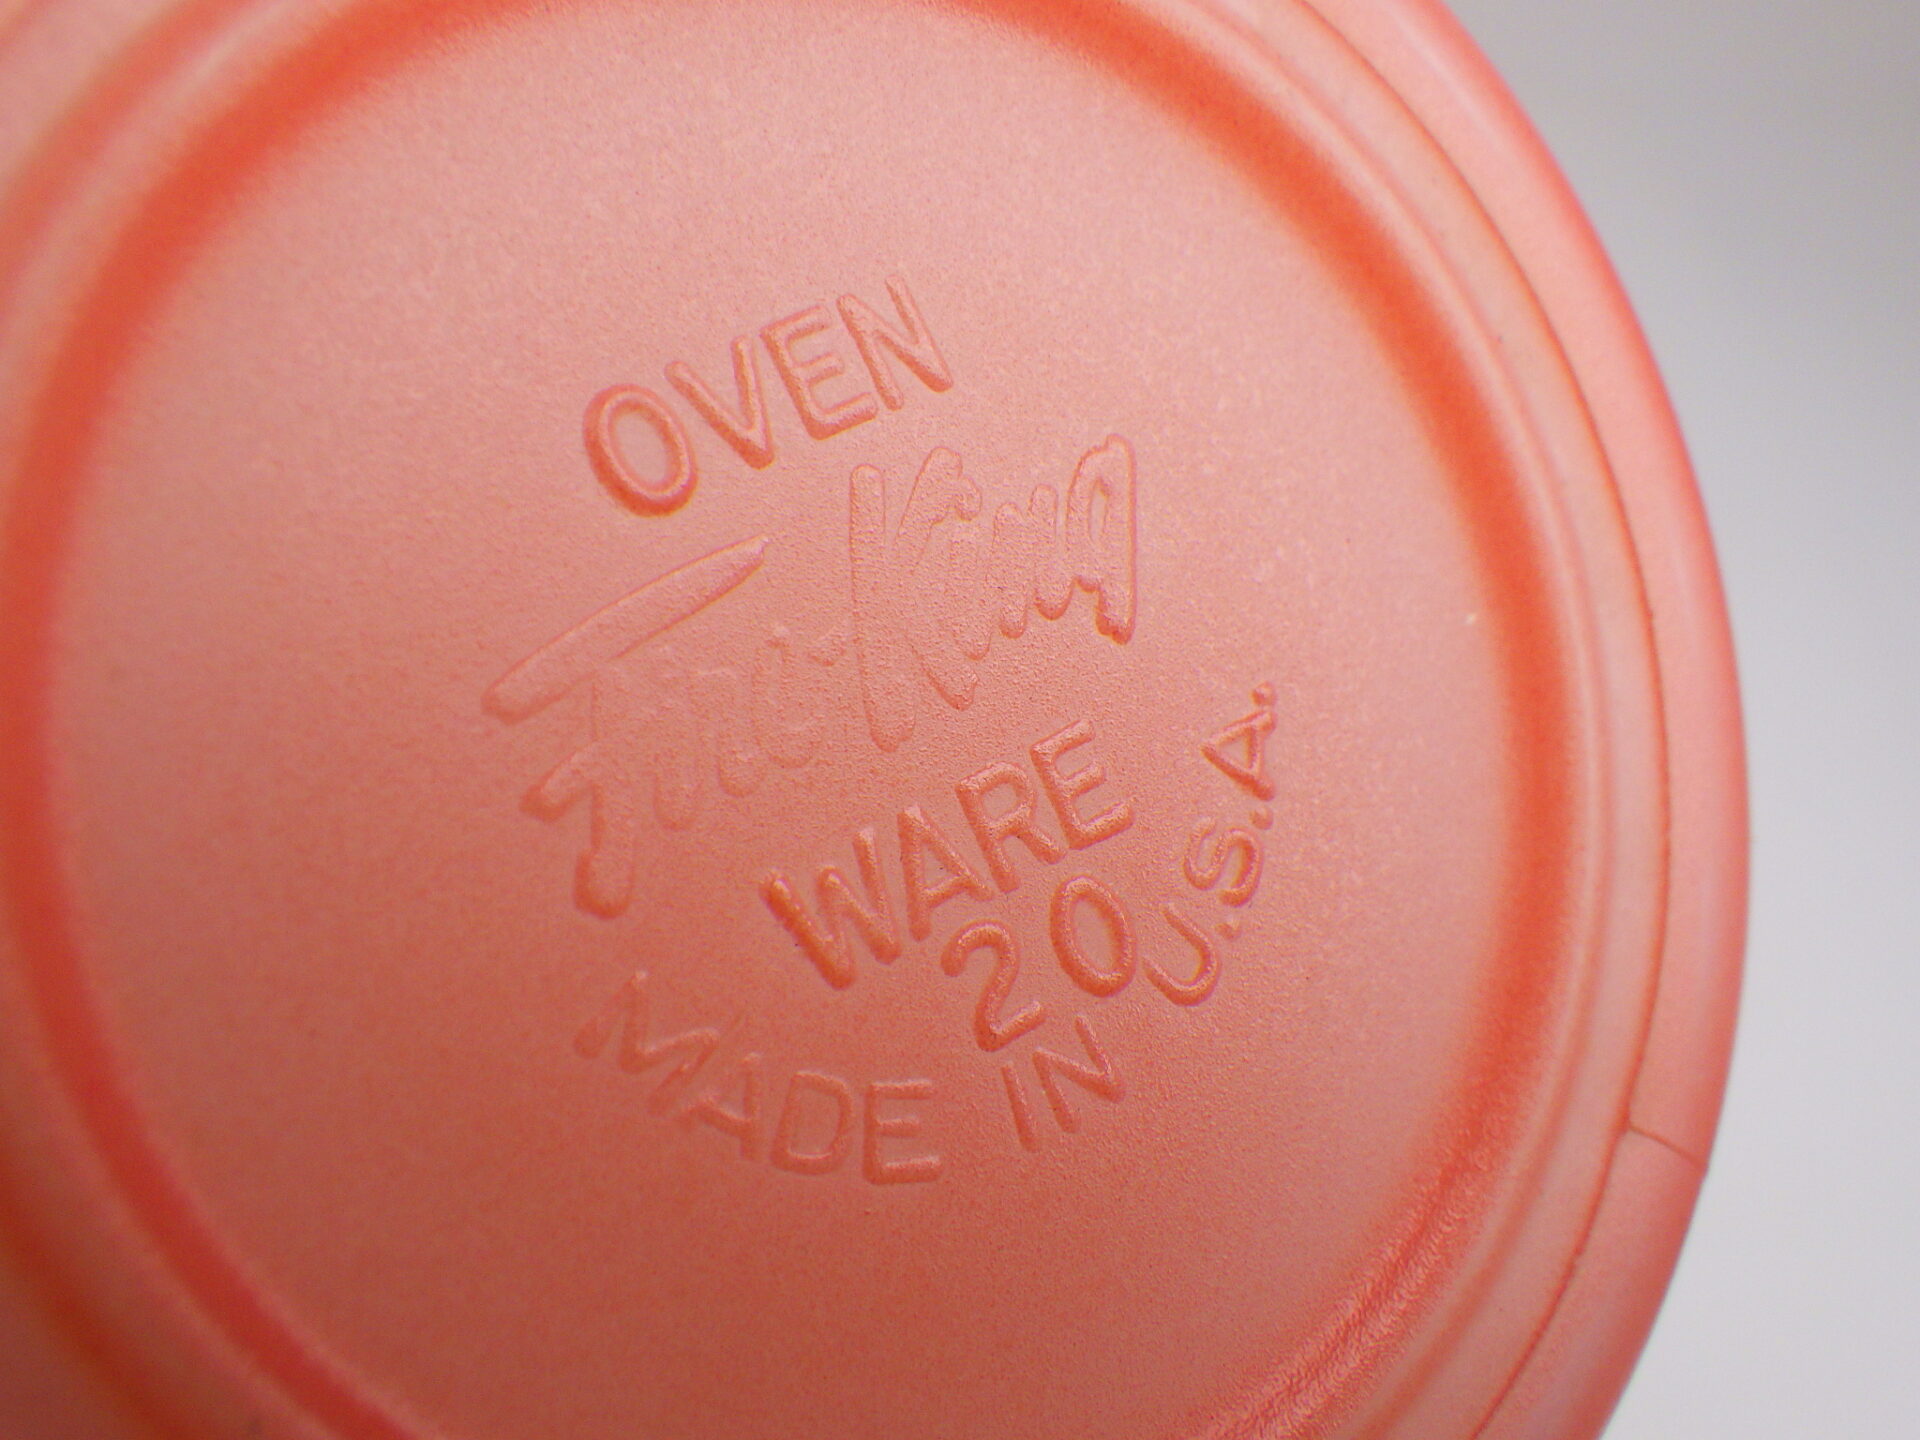 OVEN
Fire-King
WARE
20
MADE IN U.S.A.